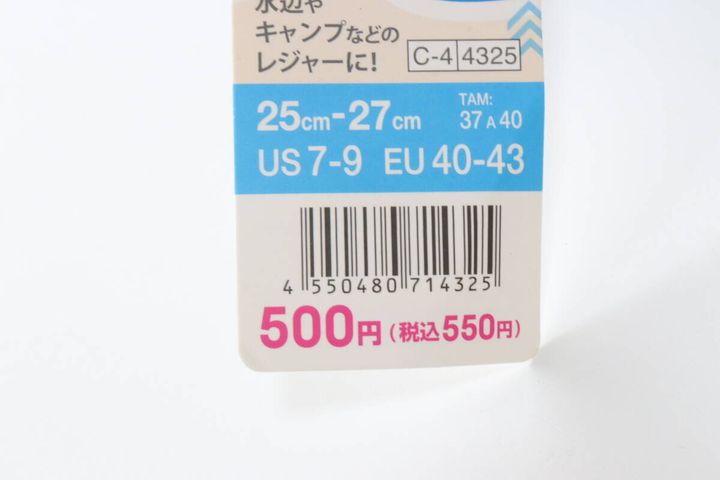 水辺や
キャンプなどの
レジャーに!
C-4 4325
25cm-27cm
TAM:
37 A 40
US 7-9 EU 40-43
4 550480 714325
500円(税込550円)